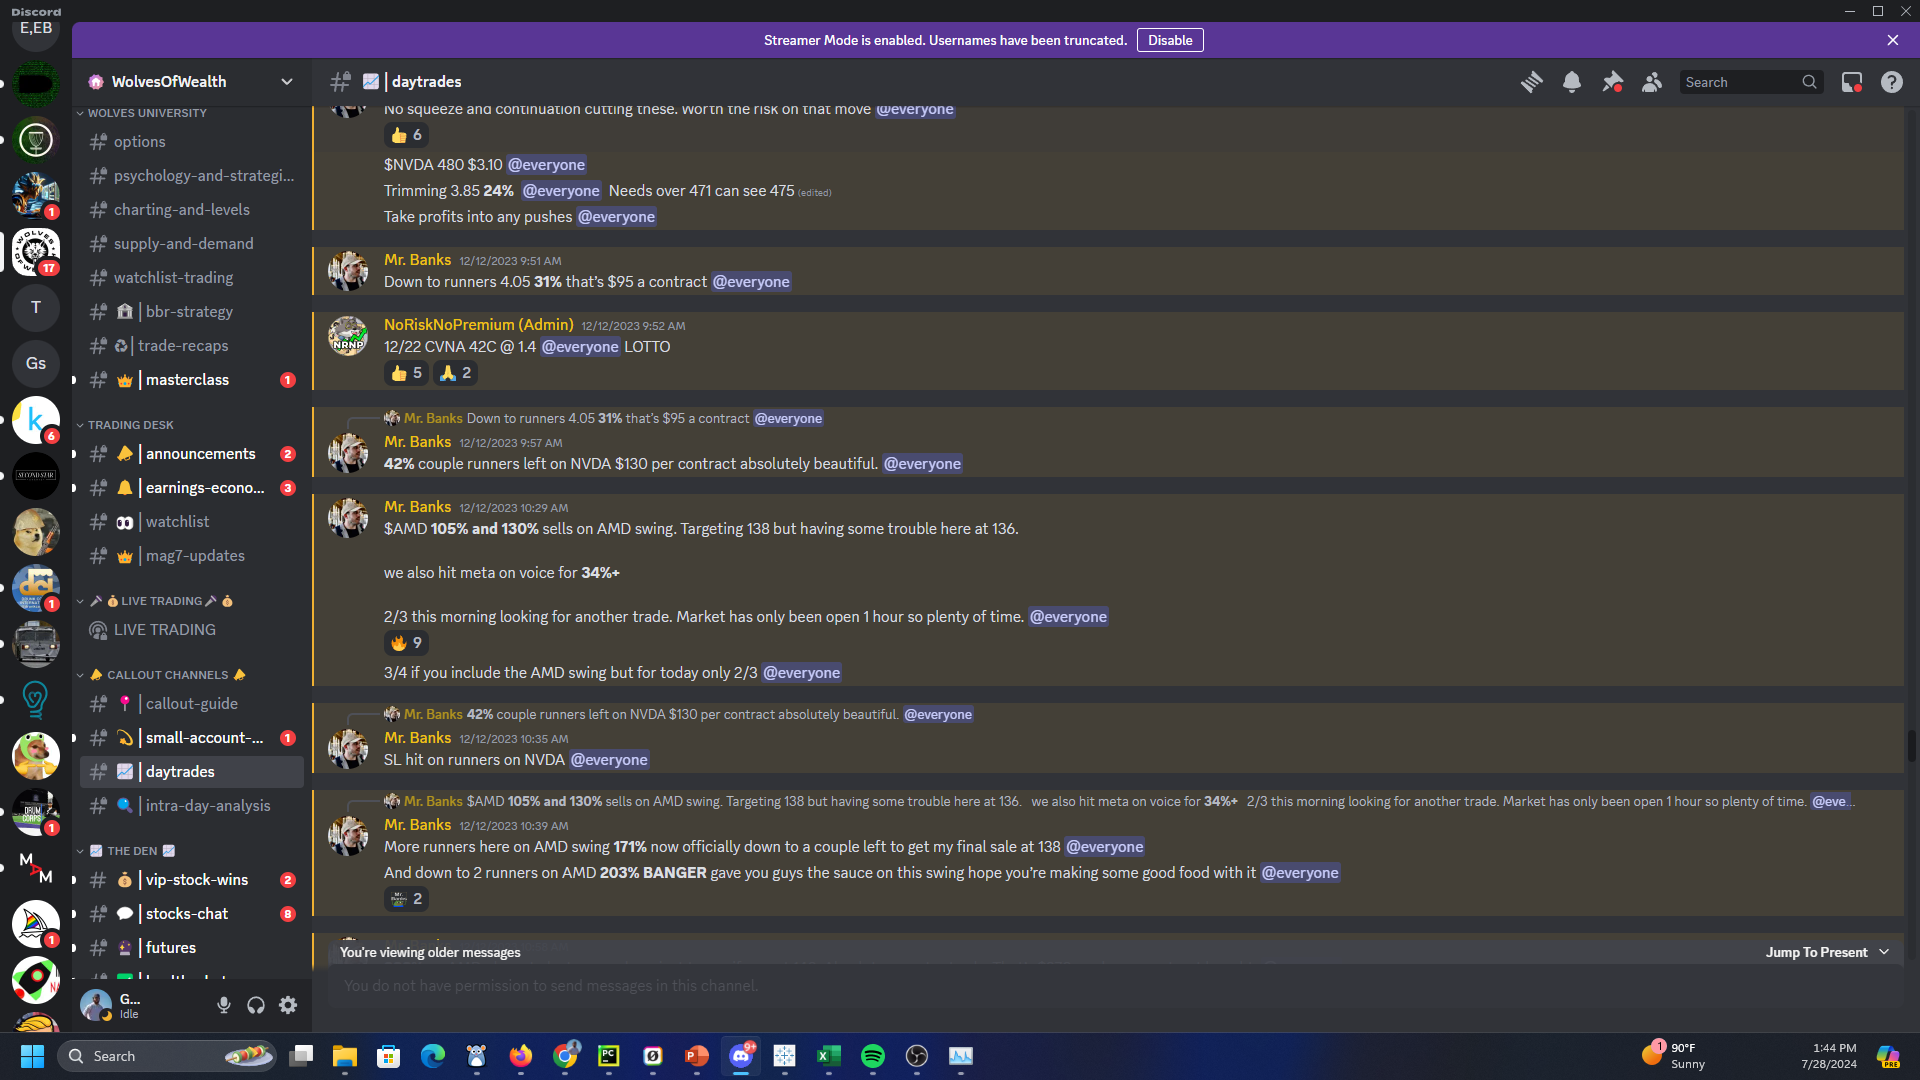 Discord
E,EB
Streamer Mode is enabled. Usernames have been truncated.
Disable
WolvesOfWealth
| daytrades
Search
WOLVES UNIVERSITY
options
psychology-and-strategi...
charting-and-levels
supply-and-demand
watchlist-trading
| bbr-strategy
| trade-recaps
| masterclass
1
TRADING DESK
| announcements
2
| earnings-econo...
3
| watchlist
| mag7-updates
LIVE TRADING
LIVE TRADING
CALLOUT CHANNELS
| callout-guide
| small-account-...
1
| daytrades
| intra-day-analysis
THE DEN
| vip-stock-wins
2
| stocks-chat
8
| futures
1
17
T
Gs
k
6
SECOND STAR
dci
1
DRUM CORPS
1
MAM
1
G...
Idle
No squeeze and continuation cutting these. Worth the risk on that move @everyone
6
$NVDA 480 $3.10 @everyone
Trimming 3.85 24% @everyone Needs over 471 can see 475 (edited)
Take profits into any pushes @everyone
Mr. Banks 12/12/2023 9:51 AM
Down to runners 4.05 31% that's $95 a contract @everyone
NRNP
NoRiskNoPremium (Admin) 12/12/2023 9:52 AM
12/22 CVNA 42C @ 1.4 @everyone LOTTO
5 2
Mr. Banks Down to runners 4.05 31% that's $95 a contract @everyone
Mr. Banks 12/12/2023 9:57 AM
42% couple runners left on NVDA $130 per contract absolutely beautiful. @everyone
Mr. Banks 12/12/2023 10:29 AM
$AMD 105% and 130% sells on AMD swing. Targeting 138 but having some trouble here at 136.
we also hit meta on voice for 34%+
2/3 this morning looking for another trade. Market has only been open 1 hour so plenty of time. @everyone
9
3/4 if you include the AMD swing but for today only 2/3 @everyone
Mr. Banks 42% couple runners left on NVDA $130 per contract absolutely beautiful. @everyone
Mr. Banks 12/12/2023 10:35 AM
SL hit on runners on NVDA @everyone
Mr. Banks $AMD 105% and 130% sells on AMD swing. Targeting 138 but having some trouble here at 136. we also hit meta on voice for 34%+ 2/3 this morning looking for another trade. Market has only been open 1 hour so plenty of time. @eve...
Mr. Banks 12/12/2023 10:39 AM
More runners here on AMD swing 171% now officially down to a couple left to get my final sale at 138 @everyone
And down to 2 runners on AMD 203% BANGER gave you guys the sauce on this swing hope you're making some good food with it @everyone
2
You're viewing older messages
Jump To Present
You do not have permission to send messages in this channel.
Search
PC
9+
1
90°F
Sunny
1:44 PM
7/28/2024
PRE